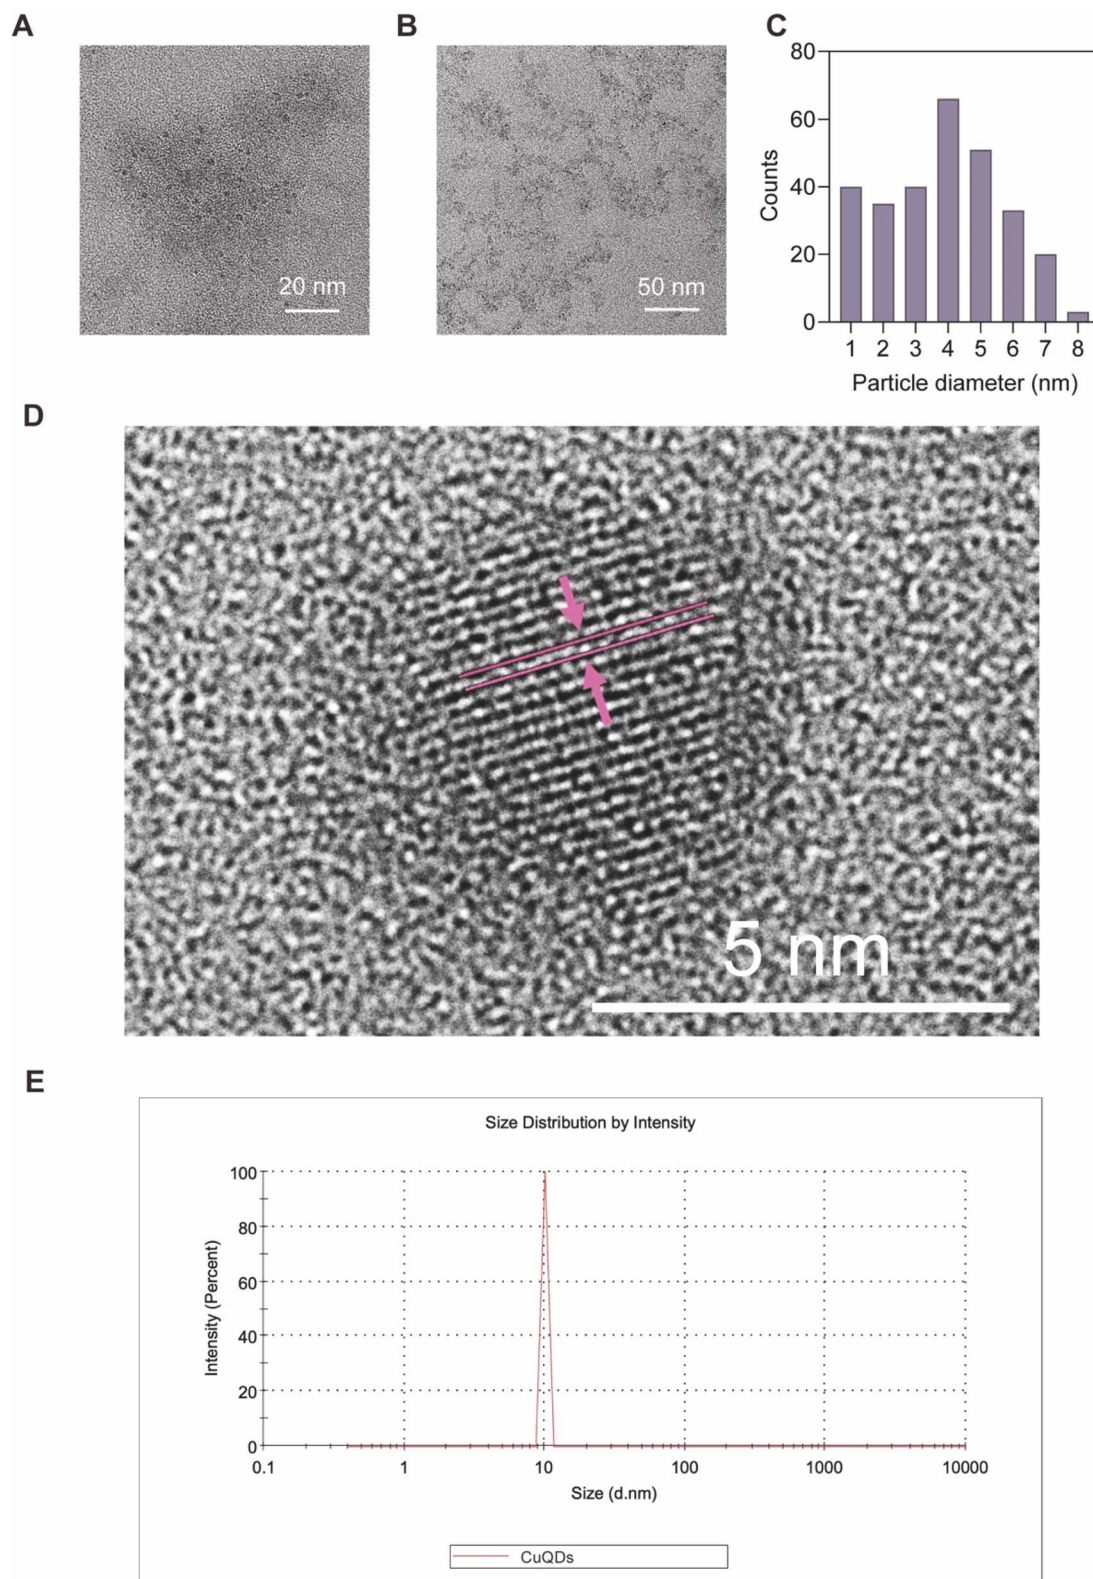 A
B
C
20 nm
50 nm
80
60
40
20
0
Counts
1 2 3 4 5 6 7 8
Particle diameter (nm)
D
5 nm
E
Size Distribution by Intensity
100
80
60
40
20
0
Intensity (Percent)
0.1 1 10 100 1000 10000
Size (d.nm)
CuQDs